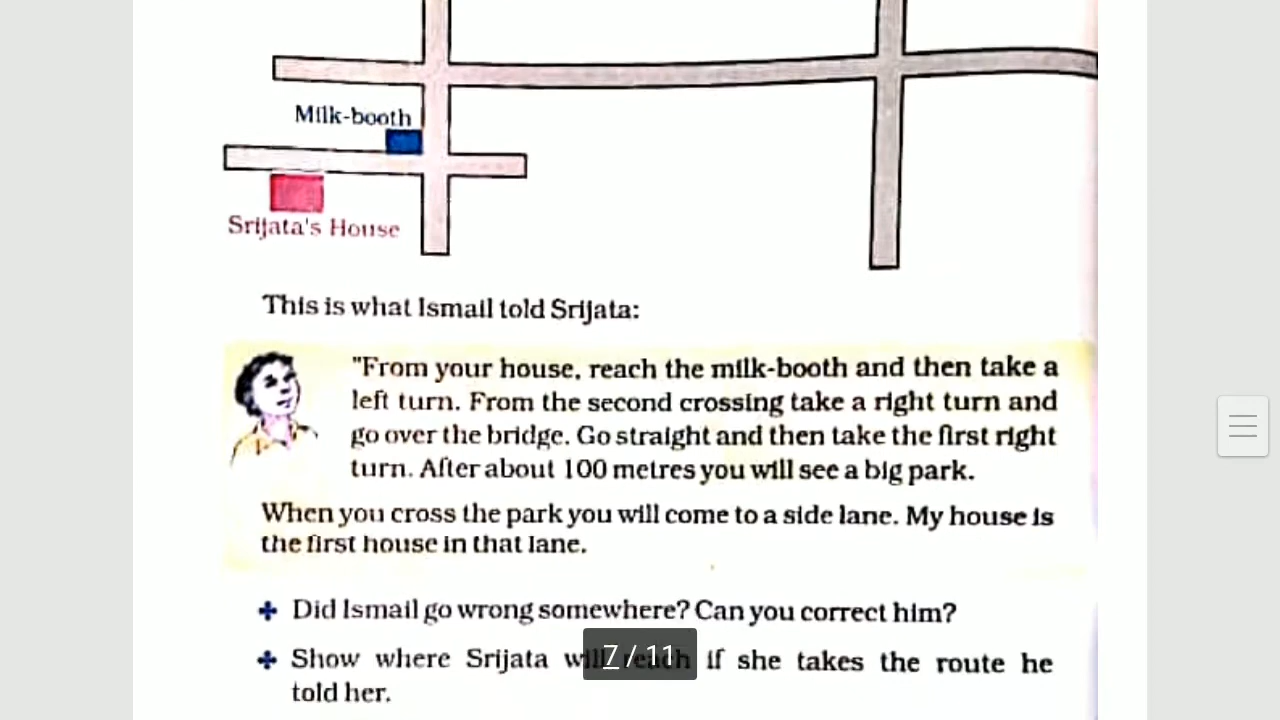 Milk-booth
Srijata's House
This is what Ismail told Srijata:
"From your house, reach the milk-booth and then take a
left turn. From the second crossing take a right turn and
go over the bridge. Go straight and then take the first right
turn. After about 100 metres you will see a big park.
When you cross the park you will come to a side lane. My house is
the first house in that lane.
Did Ismail go wrong somewhere? Can you correct him?
Show where Srijata will reach if she takes the route he
told her.
7 / 11